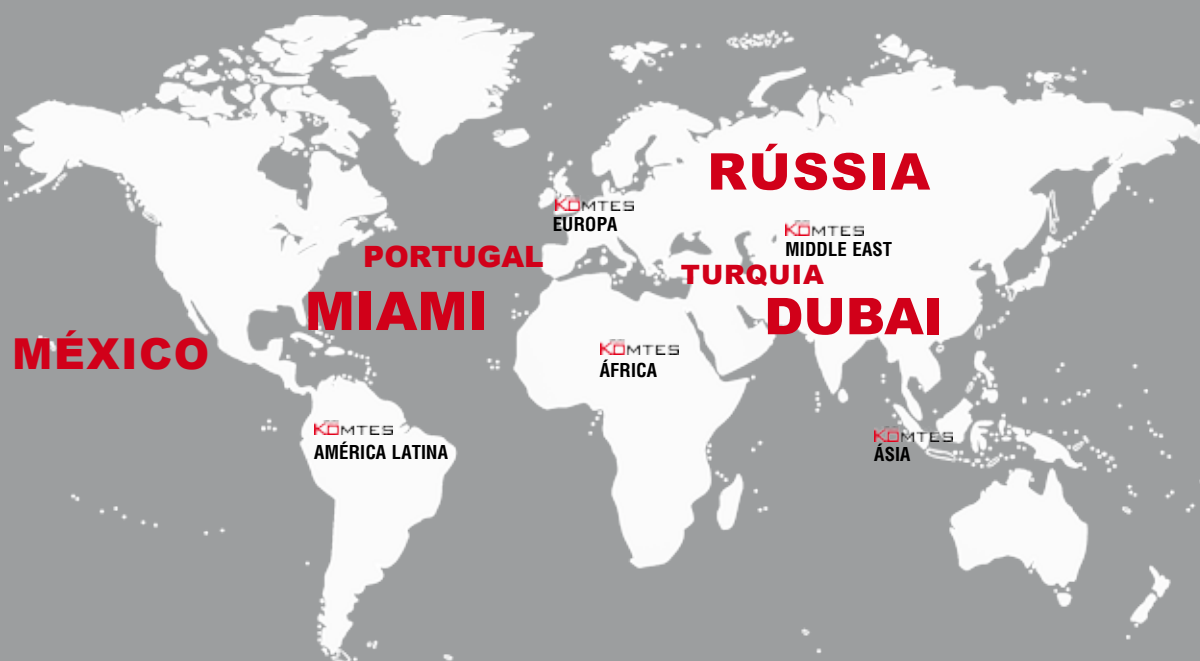 RÚSSIA
KOMTES
EUROPA
KOMTES
MIDDLE EAST
PORTUGAL
TURQUIA
MIAMI
DUBAI
MÉXICO
KOMTES
ÁFRICA
KOMTES
AMÉRICA LATINA
KOMTES
ÁSIA